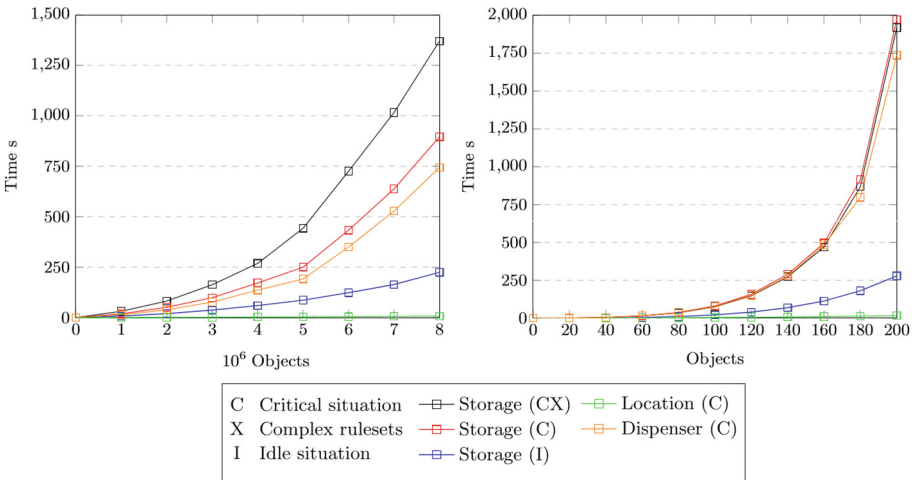 1,500
1,250
1,000
750
500
250
0
Time s
0 1 2 3 4 5 6 7 8
10⁶ Objects
2,000
1,750
1,500
1,250
1,000
750
500
250
0
Time s
0 20 40 60 80 100 120 140 160 180 200
Objects
C Critical situation Storage (CX) Location (C)
X Complex rulesets Storage (C) Dispenser (C)
I Idle situation Storage (I)